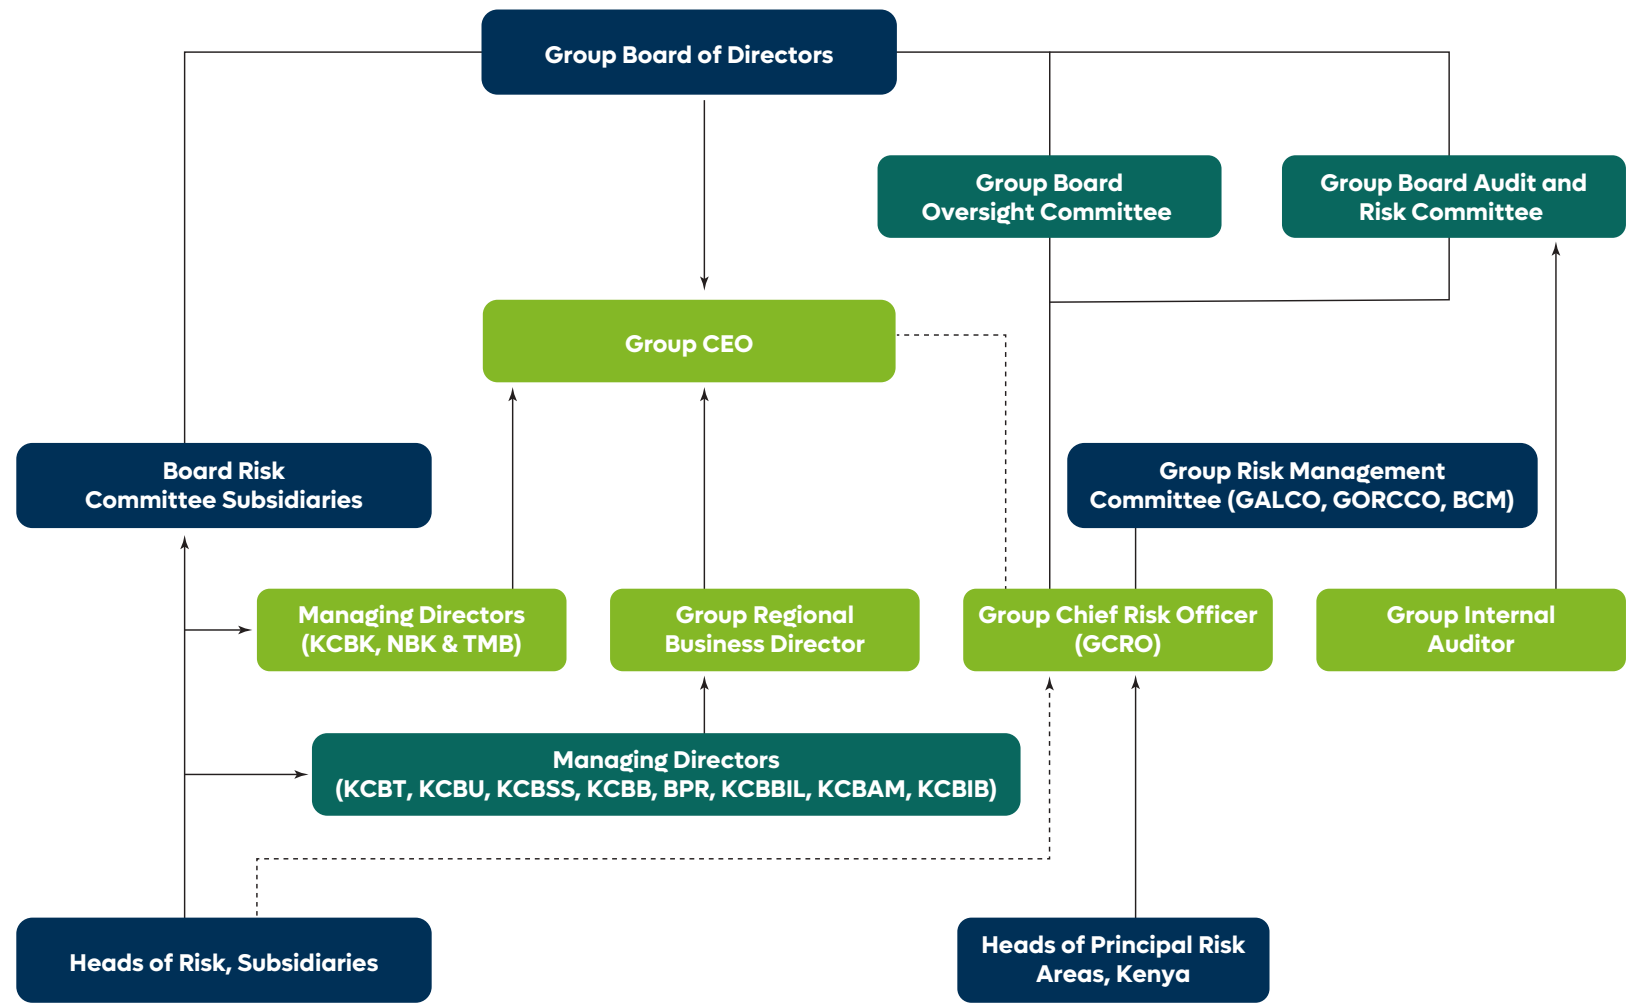 Group Board of Directors
Group Board
Oversight Committee
Group Board Audit and
Risk Committee
Group CEO
Board Risk
Committee Subsidiaries
Group Risk Management
Committee (GALCO, GORCCO, BCM)
Managing Directors
(KCBK, NBK & TMB)
Group Regional
Business Director
Group Chief Risk Officer
(GCRO)
Group Internal
Auditor
Managing Directors
(KCBT, KCBU, KCBSS, KCBB, BPR, KCBBIL, KCBAM, KCBIB)
Heads of Risk, Subsidiaries
Heads of Principal Risk
Areas, Kenya